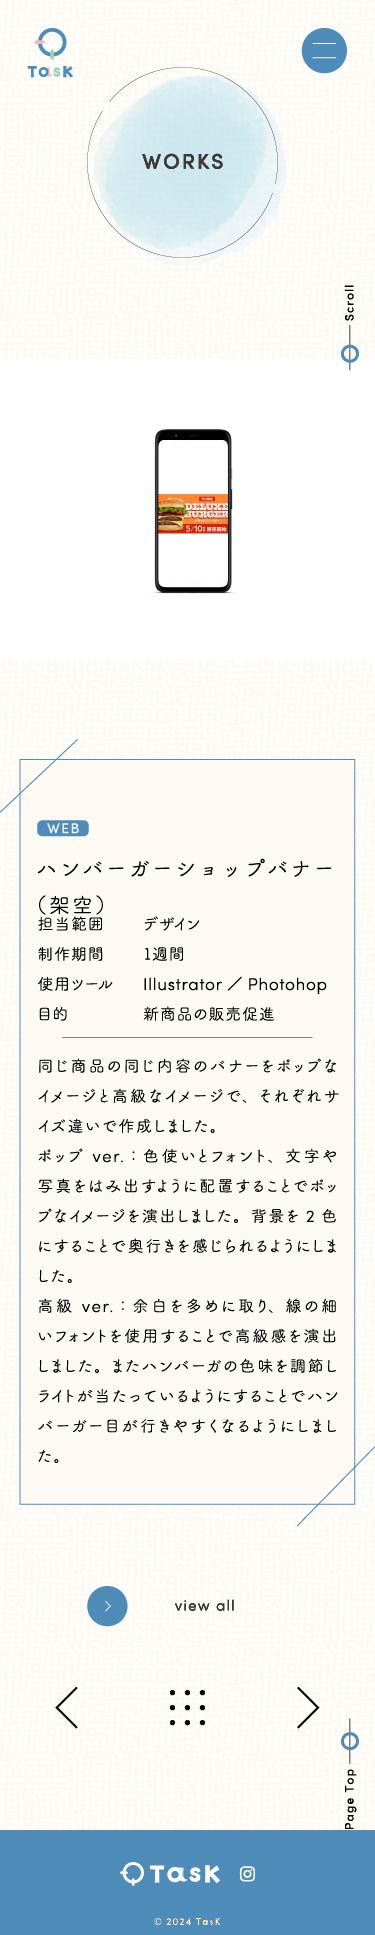 TasK
WORKS
Scroll
DELUXE
BURGER
5/10
WEB
ハンバーガーショップバナー
（架空）
担当範囲 デザイン
制作期間 1週間
使用ツール Illustrator ／ Photohop
目的 新商品の販売促進
同じ商品の同じ内容のバナーをポップな
イメージと高級なイメージで、それぞれサ
イズ違いで作成しました。
ポップ ver.：色使いとフォント、文字や
写真をはみ出すように配置することでポッ
プなイメージを演出しました。背景を 2 色
にすることで奥行きを感じられるようにしま
した。
高級 ver.：余白を多めに取り、線の細
いフォントを使用することで高級感を演出
しました。またハンバーガの色味を調節し
ライトが当たっているようにすることでハン
バーガー目が行きやすくなるようにしまし
た。
view all
Page Top
TasK
© 2024 TasK